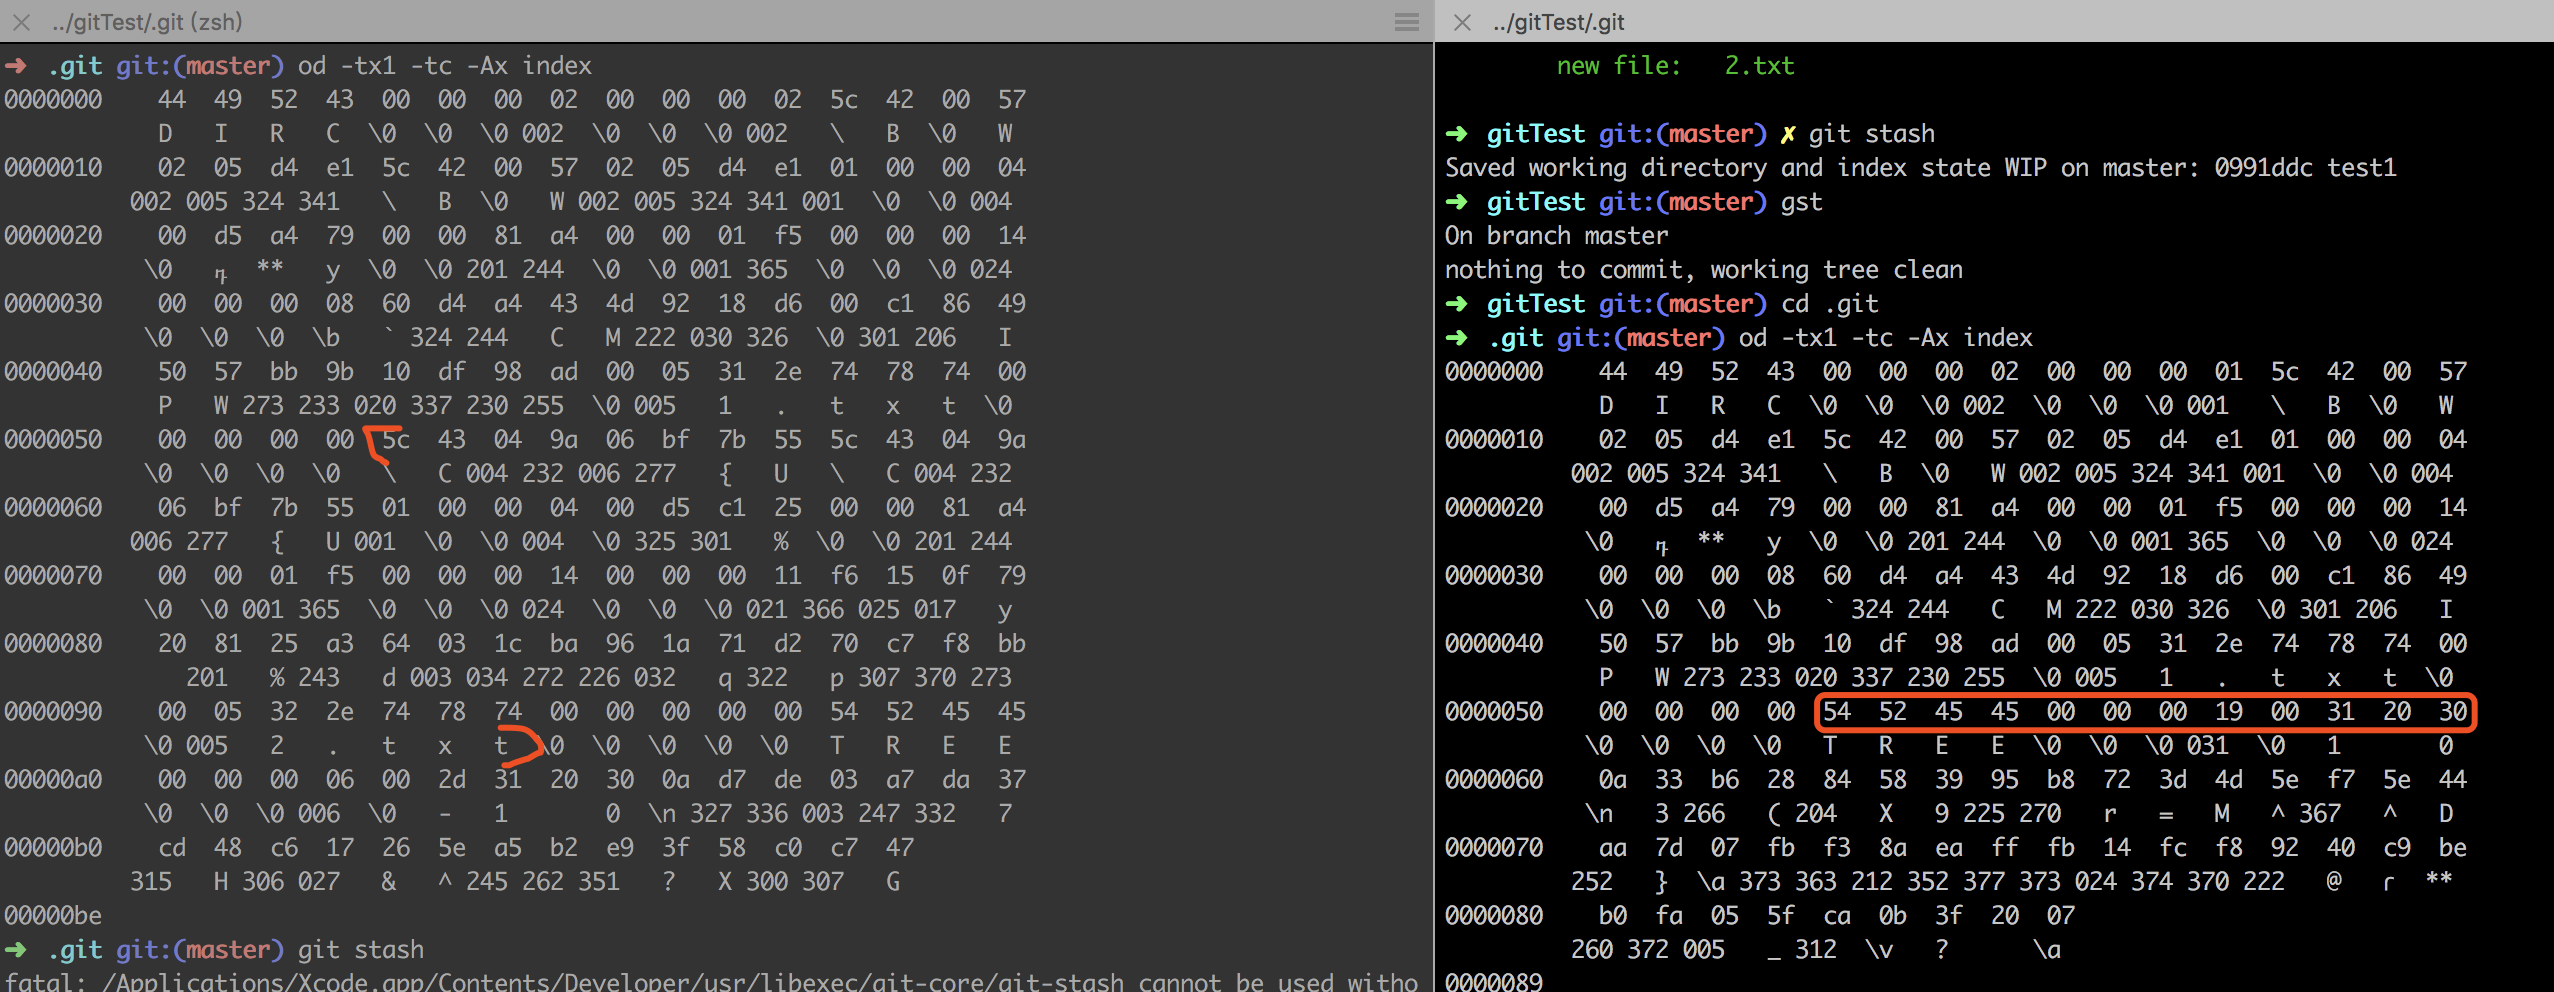 ../gitTest/.git (zsh)
➜ .git git:(master) od -tx1 -tc -Ax index
0000000 44 49 52 43 00 00 00 02 00 00 00 02 5c 42 00 57
D I R C \0 \0 \0 002 \0 \0 \0 002 \ B \0 W
0000010 02 05 d4 e1 5c 42 00 57 02 05 d4 e1 01 00 00 04
002 005 324 341 \ B \0 W 002 005 324 341 001 \0 \0 004
0000020 00 d5 a4 79 00 00 81 a4 00 00 01 f5 00 00 00 14
\0 դ ** y \0 \0 201 244 \0 \0 001 365 \0 \0 \0 024
0000030 00 00 00 08 60 d4 a4 43 4d 92 18 d6 00 c1 86 49
\0 \0 \0 \b ` 324 244 C M 222 030 326 \0 301 206 I
0000040 50 57 bb 9b 10 df 98 ad 00 05 31 2e 74 78 74 00
P W 273 233 020 337 230 255 \0 005 1 . t x t \0
0000050 00 00 00 00 5c 43 04 9a 06 bf 7b 55 5c 43 04 9a
\0 \0 \0 \0 \ C 004 232 006 277 { U \ C 004 232
0000060 06 bf 7b 55 01 00 00 04 00 d5 c1 25 00 00 81 a4
006 277 { U 001 \0 \0 004 \0 325 301 % \0 \0 201 244
0000070 00 00 01 f5 00 00 00 14 00 00 00 11 f6 15 0f 79
\0 \0 001 365 \0 \0 \0 024 \0 \0 \0 021 366 025 017 y
0000080 20 81 25 a3 64 03 1c ba 96 1a 71 d2 70 c7 f8 bb
201 % 243 d 003 034 272 226 032 q 322 p 307 370 273
0000090 00 05 32 2e 74 78 74 00 00 00 00 00 54 52 45 45
\0 005 2 . t x t \0 \0 \0 \0 \0 T R E E
00000a0 00 00 00 06 00 2d 31 20 30 0a d7 de 03 a7 da 37
\0 \0 \0 006 \0 - 1 0 \n 327 336 003 247 332 7
00000b0 cd 48 c6 17 26 5e a5 b2 e9 3f 58 c0 c7 47
315 H 306 027 & ^ 245 262 351 ? X 300 307 G
00000be
➜ .git git:(master) git stash
fatal: /Applications/Xcode.app/Contents/Developer/usr/libexec/git-core/git-stash cannot be used witho
../gitTest/.git
new file: 2.txt
➜ gitTest git:(master) ✗ git stash
Saved working directory and index state WIP on master: 0991ddc test1
➜ gitTest git:(master) gst
On branch master
nothing to commit, working tree clean
➜ gitTest git:(master) cd .git
➜ .git git:(master) od -tx1 -tc -Ax index
0000000 44 49 52 43 00 00 00 02 00 00 00 01 5c 42 00 57
D I R C \0 \0 \0 002 \0 \0 \0 001 \ B \0 W
0000010 02 05 d4 e1 5c 42 00 57 02 05 d4 e1 01 00 00 04
002 005 324 341 \ B \0 W 002 005 324 341 001 \0 \0 004
0000020 00 d5 a4 79 00 00 81 a4 00 00 01 f5 00 00 00 14
\0 դ ** y \0 \0 201 244 \0 \0 001 365 \0 \0 \0 024
0000030 00 00 00 08 60 d4 a4 43 4d 92 18 d6 00 c1 86 49
\0 \0 \0 \b ` 324 244 C M 222 030 326 \0 301 206 I
0000040 50 57 bb 9b 10 df 98 ad 00 05 31 2e 74 78 74 00
P W 273 233 020 337 230 255 \0 005 1 . t x t \0
0000050 00 00 00 00 54 52 45 45 00 00 00 19 00 31 20 30
\0 \0 \0 \0 T R E E \0 \0 \0 031 \0 1 0
0000060 0a 33 b6 28 84 58 39 95 b8 72 3d 4d 5e f7 5e 44
\n 3 266 ( 204 X 9 225 270 r = M ^ 367 ^ D
0000070 aa 7d 07 fb f3 8a ea ff fb 14 fc f8 92 40 c9 be
252 } \a 373 363 212 352 377 373 024 374 370 222 @ ɾ **
0000080 b0 fa 05 5f ca 0b 3f 20 07
260 372 005 _ 312 \v ? \a
0000089